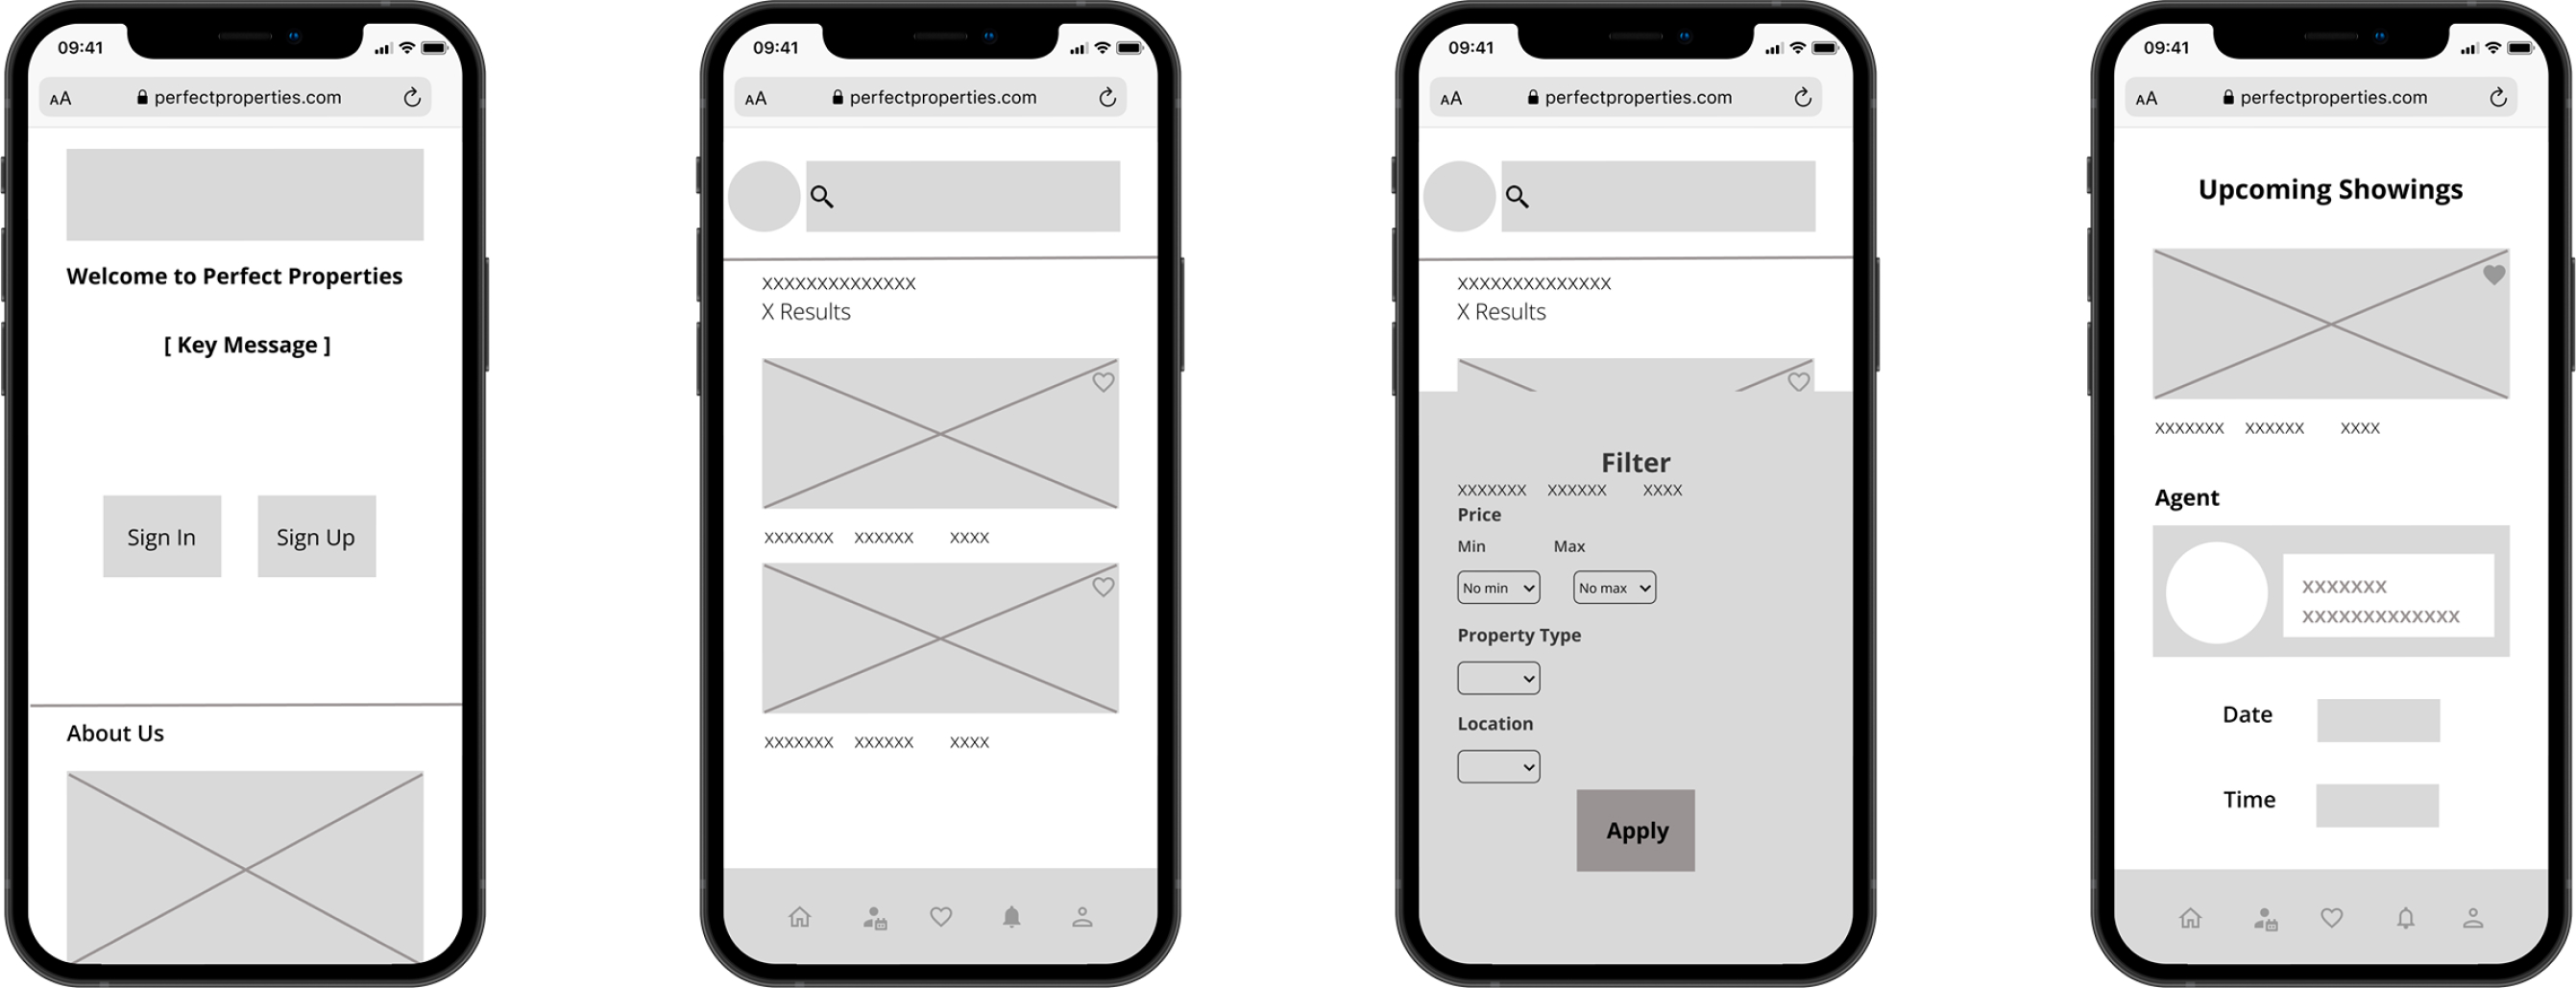 09:41
AA perfectproperties.com
Welcome to Perfect Properties
[ Key Message ]
Sign In Sign Up
About Us
09:41
AA perfectproperties.com
XXXXXXXXXXXXXX
X Results
XXXXXXX XXXXXX XXXX
XXXXXXX XXXXXX XXXX
09:41
AA perfectproperties.com
XXXXXXXXXXXXXX
X Results
Filter
XXXXXXX XXXXXX XXXX
Price
Min Max
No min No max
Property Type
Location
Apply
09:41
AA perfectproperties.com
Upcoming Showings
XXXXXXX XXXXXX XXXX
Agent
XXXXXXX
XXXXXXXXXXXXX
Date
Time